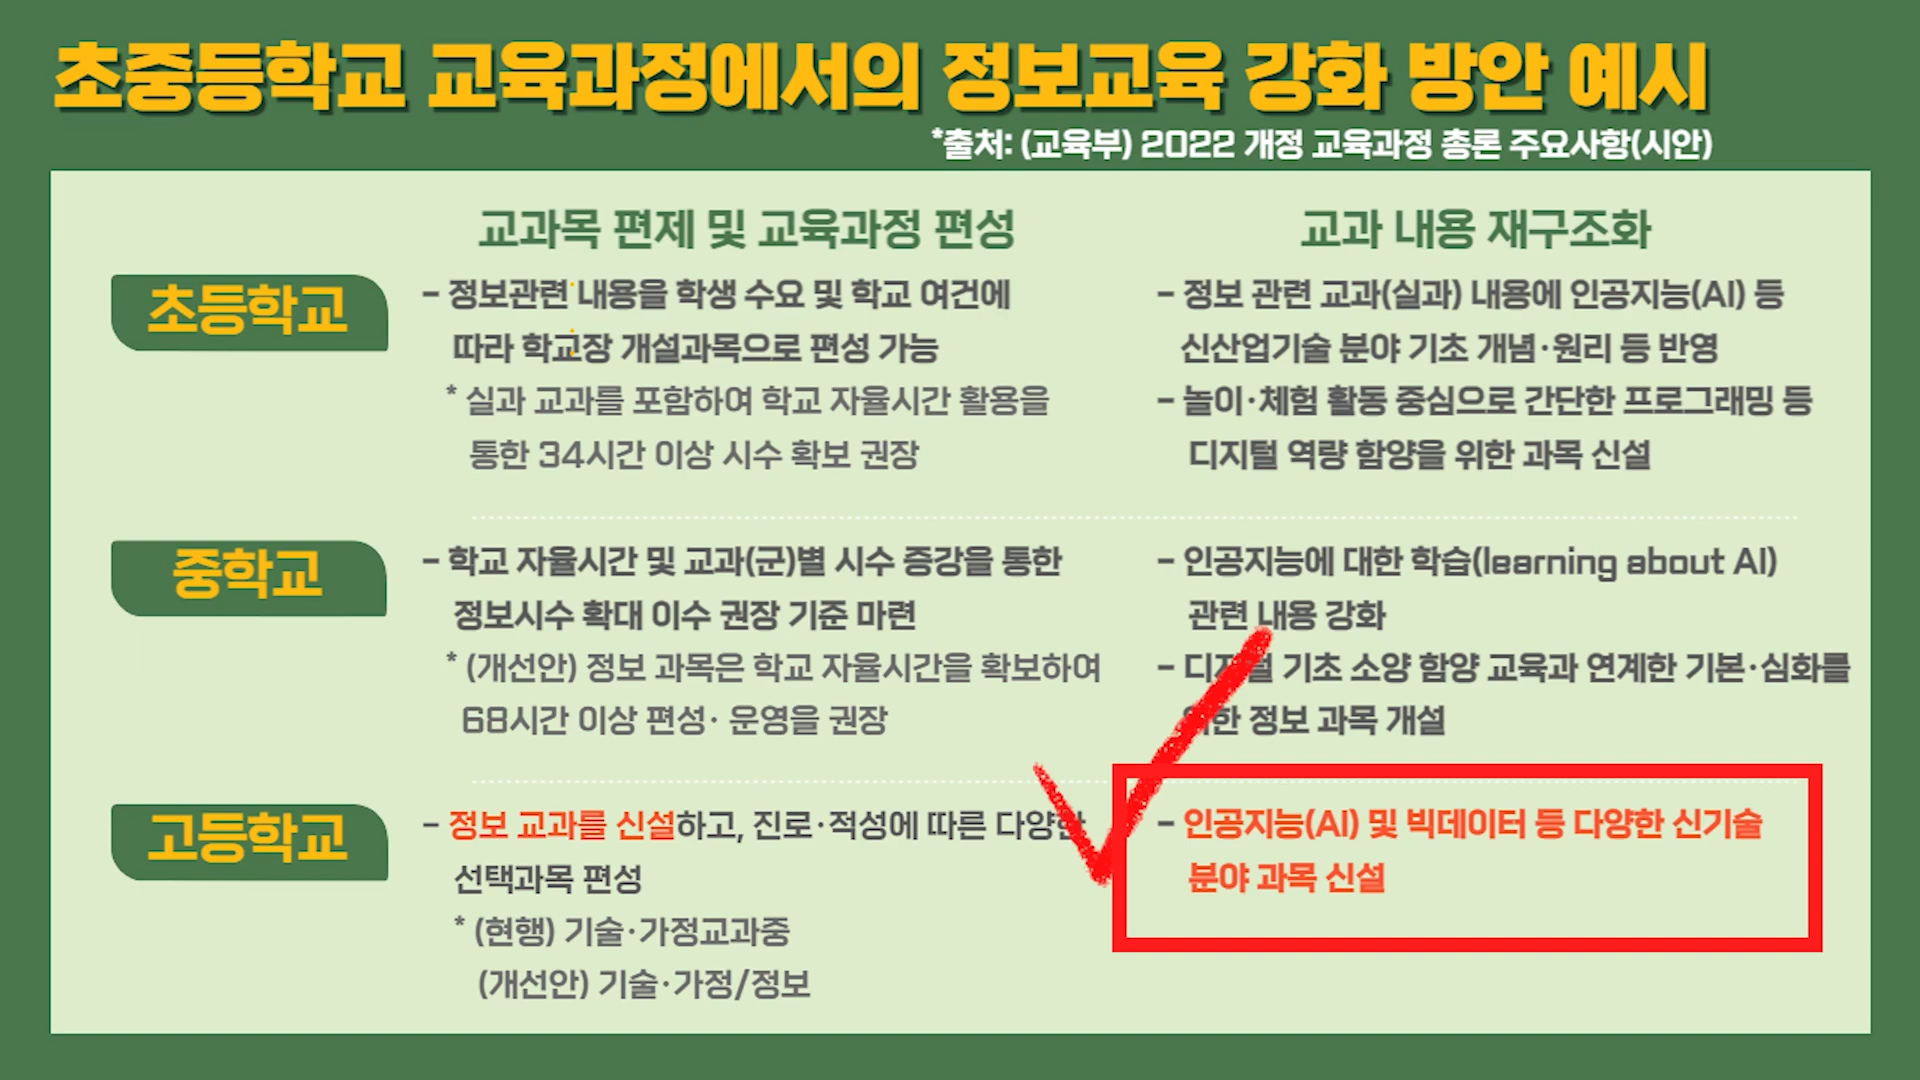 초중등학교 교육과정에서의 정보교육 강화 방안 예시
*출처: (교육부) 2022 개정 교육과정 총론 주요사항(시안)
교과목 편제 및 교육과정 편성
교과 내용 재구조화
초등학교
- 정보관련 내용을 학생 수요 및 학교 여건에
따라 학교장 개설과목으로 편성 가능
* 실과 교과를 포함하여 학교 자율시간 활용을
통한 34시간 이상 시수 확보 권장
- 정보 관련 교과(실과) 내용에 인공지능(AI) 등
신산업기술 분야 기초 개념·원리 등 반영
- 놀이·체험 활동 중심으로 간단한 프로그래밍 등
디지털 역량 함양을 위한 과목 신설
중학교
- 학교 자율시간 및 교과(군)별 시수 증강을 통한
정보시수 확대 이수 권장 기준 마련
* (개선안) 정보 과목은 학교 자율시간을 확보하여
68시간 이상 편성· 운영을 권장
- 인공지능에 대한 학습(learning about AI)
관련 내용 강화
- 디지털 기초 소양 함양 교육과 연계한 기본·심화를
위한 정보 과목 개설
고등학교
- 정보 교과를 신설하고, 진로·적성에 따른 다양한
선택과목 편성
* (현행) 기술·가정교과중
(개선안) 기술·가정/정보
- 인공지능(AI) 및 빅데이터 등 다양한 신기술
분야 과목 신설